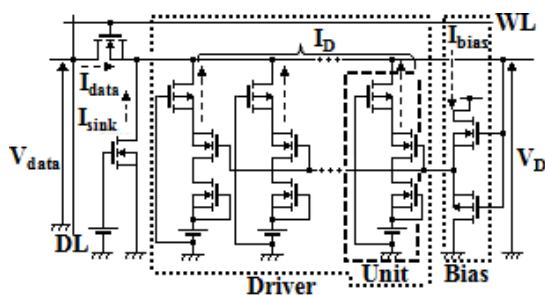 WL
I_D
I_bias
I_data
I_sink
V_data
V_D
DL
Driver
Unit
Bias